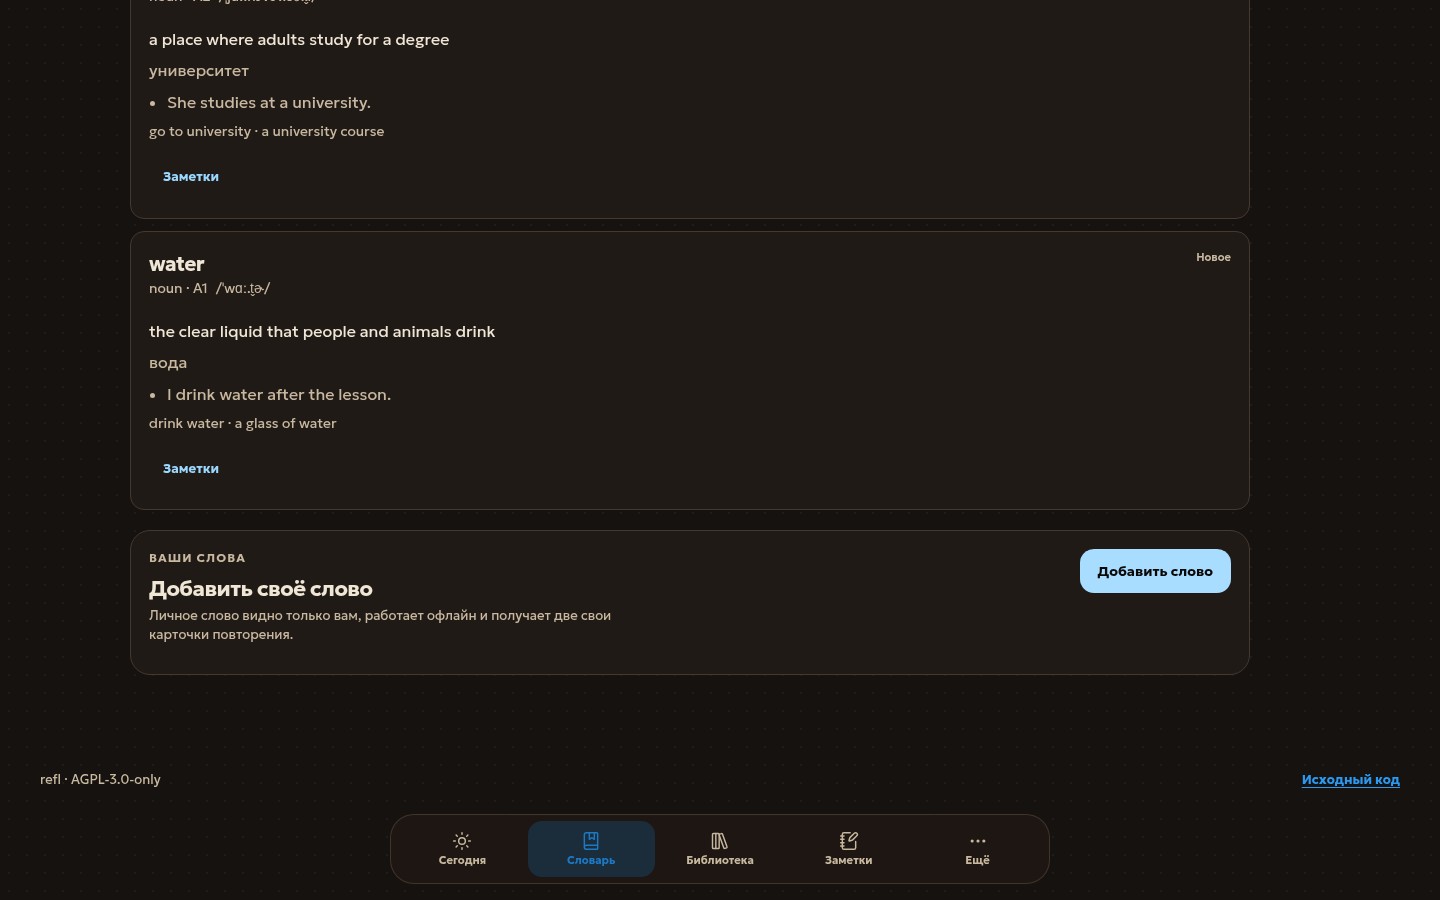 a place where adults study for a degree
университет
• She studies at a university.
go to university · a university course
Заметки
water
Новое
noun · A1 /ˈwɑː.t̬ɚ/
the clear liquid that people and animals drink
вода
• I drink water after the lesson.
drink water · a glass of water
Заметки
ВАШИ СЛОВА
Добавить своё слово
Добавить слово
Личное слово видно только вам, работает офлайн и получает две свои
карточки повторения.
refl · AGPL-3.0-only
Исходный код
Сегодня
Словарь
Библиотека
Заметки
Ещё